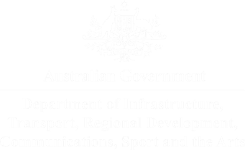 Australian Government
Department of Infrastructure,
Transport, Regional Development,
Communications, Sport and the Arts